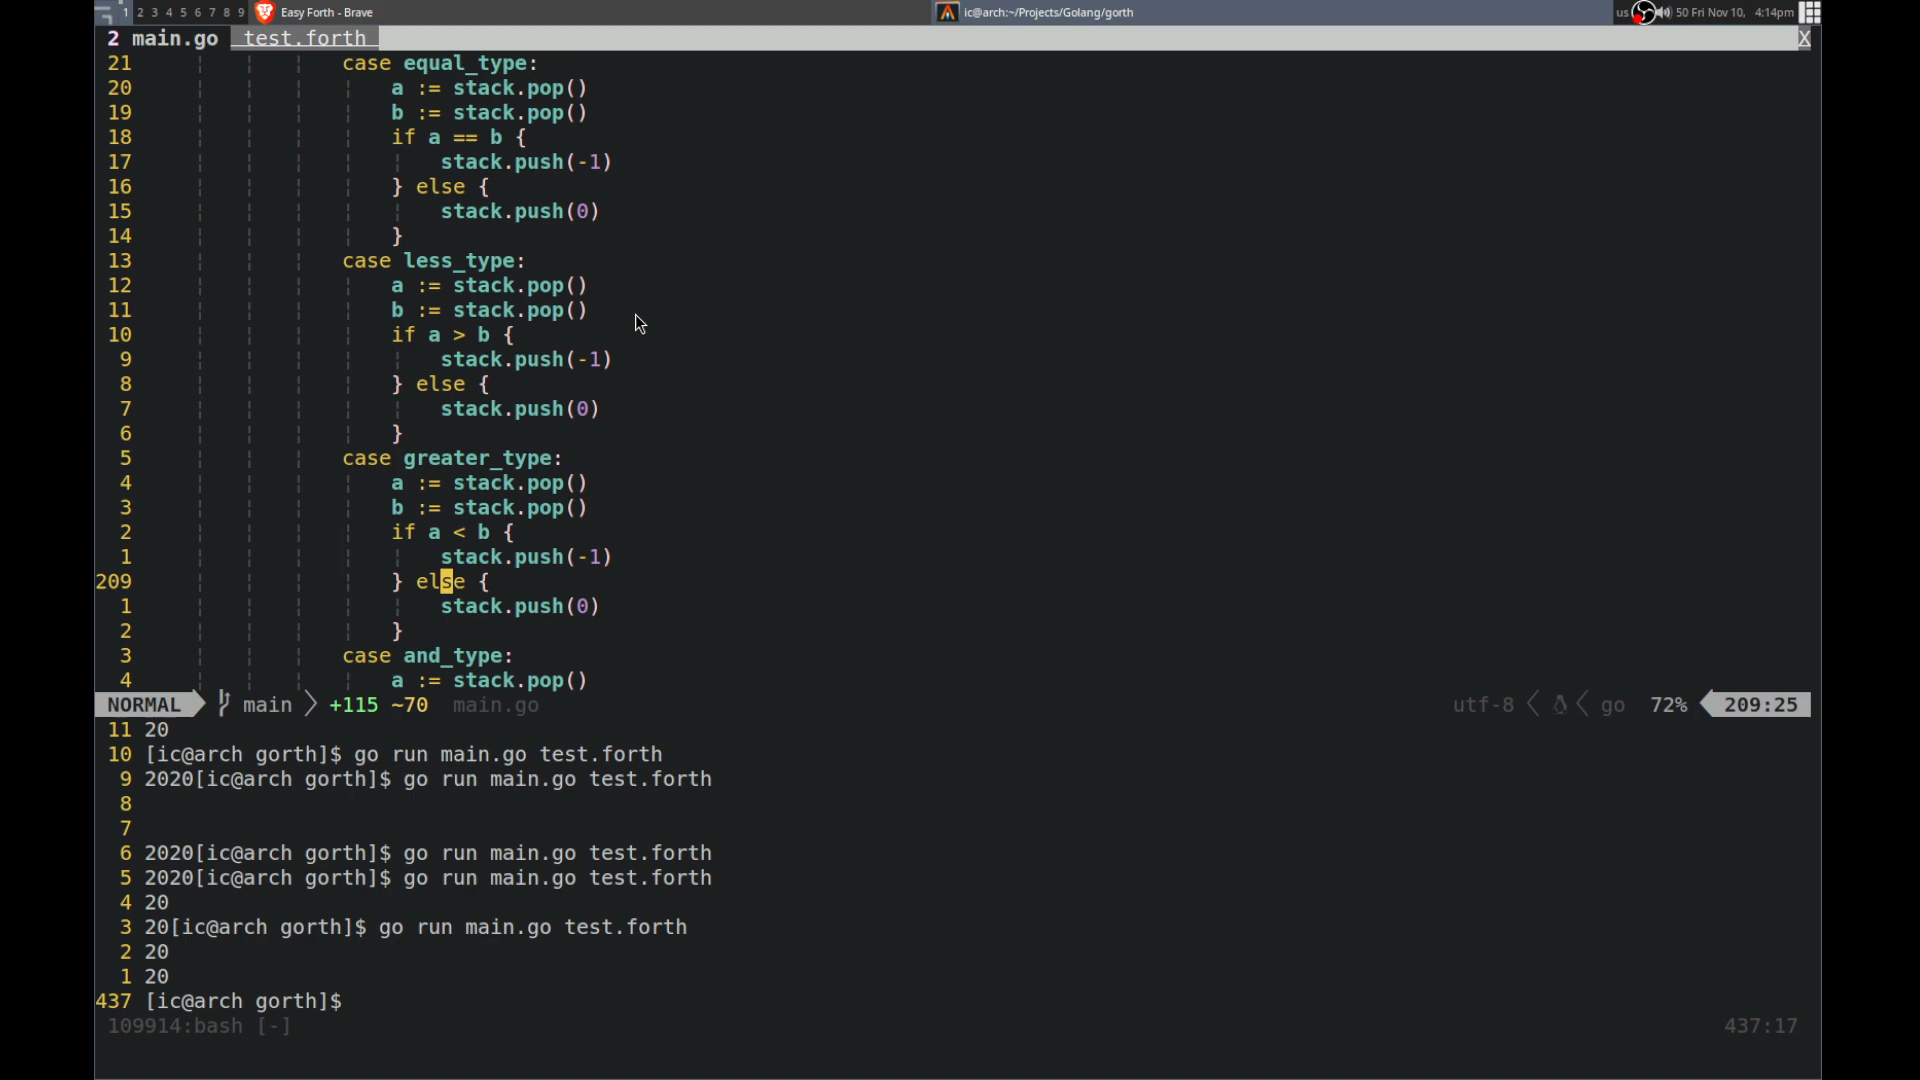 1 2 3 4 5 6 7 8 9 Easy Forth - Brave ic@arch:~/Projects/Golang/gorth us 50 Fri Nov 10, 4:14pm
2 main.go test.forth X
21 case equal_type:
20 a := stack.pop()
19 b := stack.pop()
18 if a == b {
17 stack.push(-1)
16 } else {
15 stack.push(0)
14 }
13 case less_type:
12 a := stack.pop()
11 b := stack.pop()
10 if a > b {
9 stack.push(-1)
8 } else {
7 stack.push(0)
6 }
5 case greater_type:
4 a := stack.pop()
3 b := stack.pop()
2 if a < b {
1 stack.push(-1)
209 } else {
1 stack.push(0)
2 }
3 case and_type:
4 a := stack.pop()
NORMAL main +115 ~70 main.go utf-8 go 72% 209:25
11 20
10 [ic@arch gorth]$ go run main.go test.forth
9 2020[ic@arch gorth]$ go run main.go test.forth
8
7
6 2020[ic@arch gorth]$ go run main.go test.forth
5 2020[ic@arch gorth]$ go run main.go test.forth
4 20
3 20[ic@arch gorth]$ go run main.go test.forth
2 20
1 20
437 [ic@arch gorth]$
109914:bash [-] 437:17